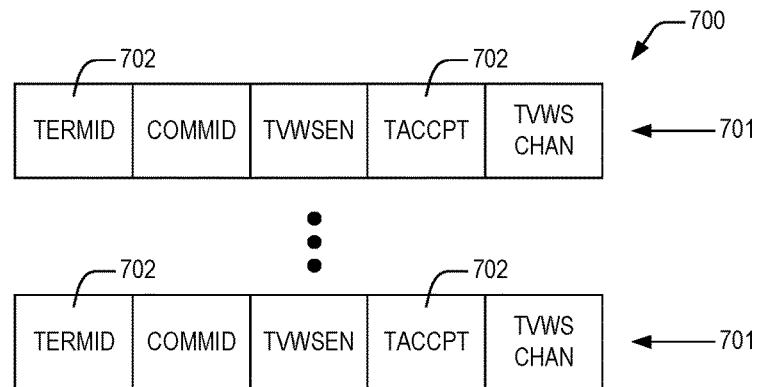 700
702 702
TERMID COMMID TVWSEN TACCPT TVWS CHAN 701
702 702
TERMID COMMID TVWSEN TACCPT TVWS CHAN 701